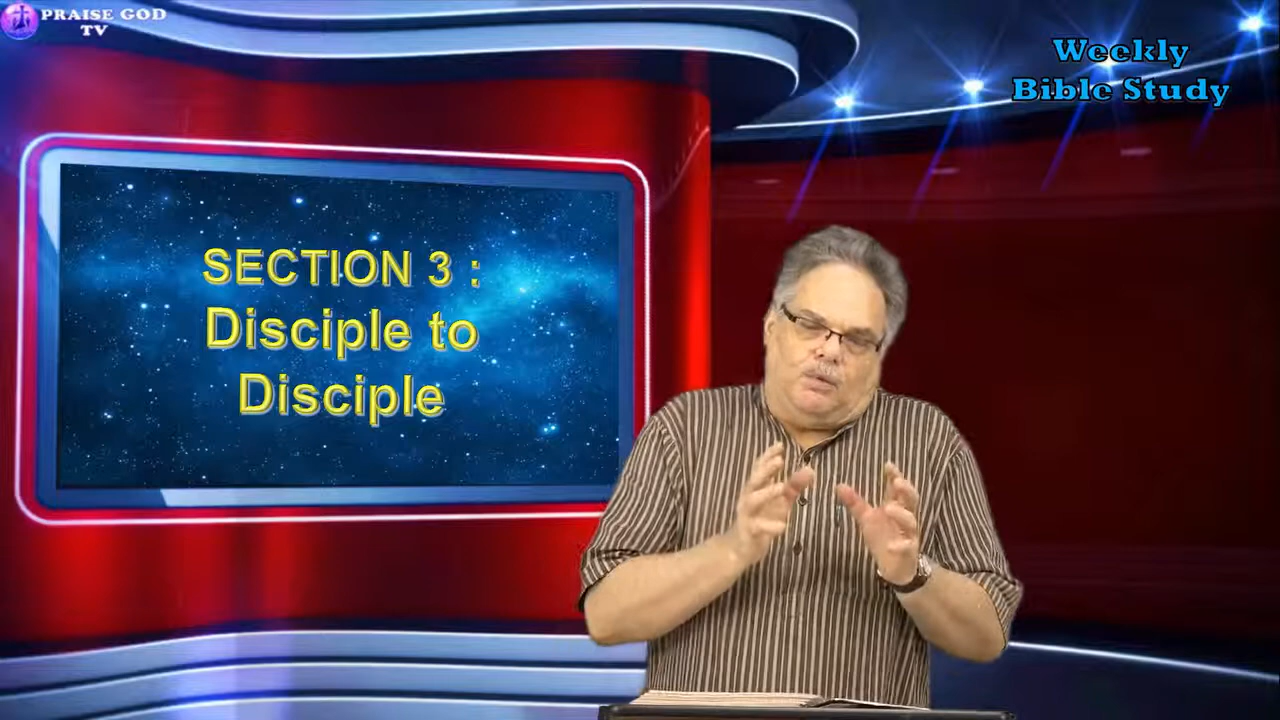 PRAISE GOD
TV
Weekly
Bible Study
SECTION 3 :
Disciple to
Disciple